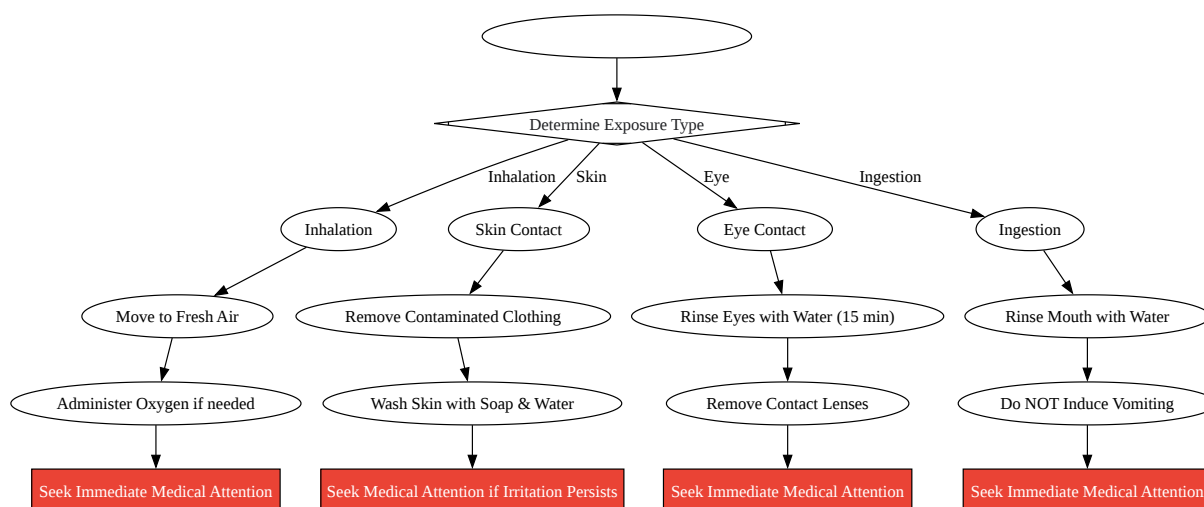 Determine Exposure Type
Inhalation
Skin
Eye
Ingestion
Inhalation
Skin Contact
Eye Contact
Ingestion
Move to Fresh Air
Remove Contaminated Clothing
Rinse Eyes with Water (15 min)
Rinse Mouth with Water
Administer Oxygen if needed
Wash Skin with Soap & Water
Remove Contact Lenses
Do NOT Induce Vomiting
Seek Immediate Medical Attention
Seek Medical Attention if Irritation Persists
Seek Immediate Medical Attention
Seek Immediate Medical Attention